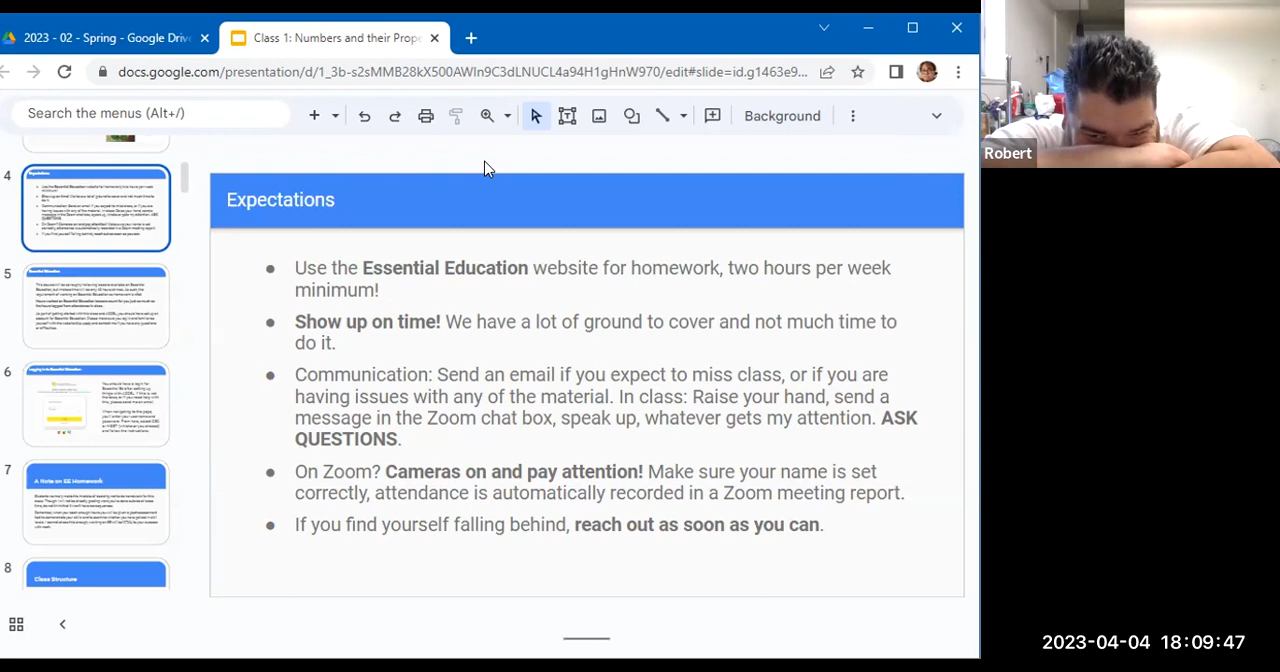 2023 - 02 - Spring - Google Drive
Class 1: Numbers and their Prope
docs.google.com/presentation/d/1_3b-s2sMMB28kX500AWln9C3dLNUCL4a94H1gHnW970/edit#slide=id.g1463e9...
Search the menus (Alt+/)
Background
Robert
4
5
6
7
A Note on EE Homework
8
Class Structure
Expectations
Use the Essential Education website for homework, two hours per week
minimum!
Show up on time! We have a lot of ground to cover and not much time to
do it.
Communication: Send an email if you expect to miss class, or if you are
having issues with any of the material. In class: Raise your hand, send a
message in the Zoom chat box, speak up, whatever gets my attention. ASK
QUESTIONS.
On Zoom? Cameras on and pay attention! Make sure your name is set
correctly, attendance is automatically recorded in a Zoom meeting report.
If you find yourself falling behind, reach out as soon as you can.
2023-04-04 18:09:47